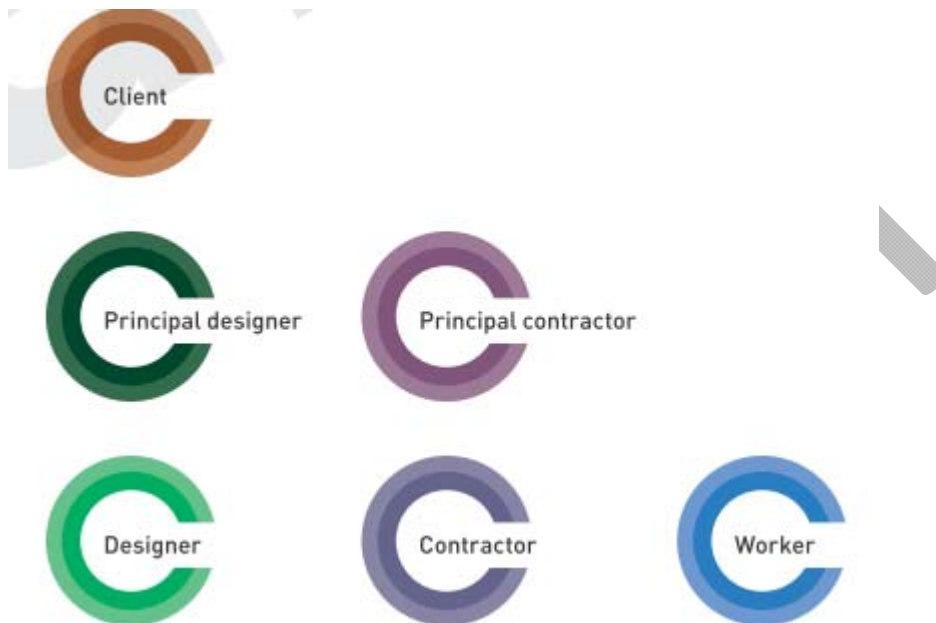 Client
Principal designer
Principal contractor
Designer
Contractor
Worker